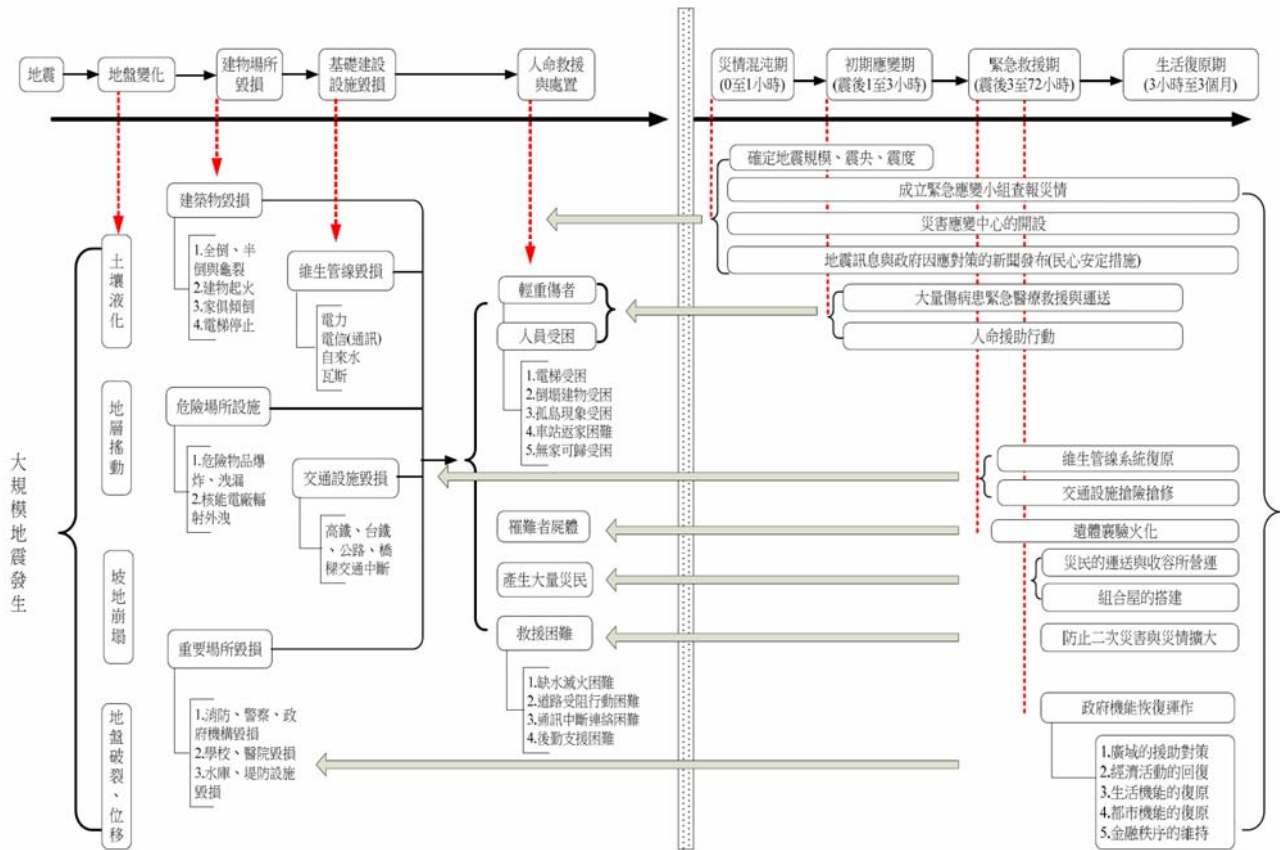 地震
地盤變化
建物場所
毀損
基礎建設
設施毀損
人命救援
與處置
災情混沌期
(0至1小時)
初期應變期
(震後1至3小時)
緊急救援期
(震後3至72小時)
生活復原期
(3小時至3個月)
大規模地震發生
土壤液化
地層搖動
坡地崩塌
地盤破裂、位移
建築物毀損
1.全倒、半
倒與龜裂
2.建物起火
3.家俱傾倒
4.電梯停止
危險場所設施
1.危險物品爆
炸、洩漏
2.核能電廠輻
射外洩
重要場所毀損
1.消防、警察、政
府機構毀損
2.學校、醫院毀損
3.水庫、堤防設施
毀損
維生管線毀損
電力
電信(通訊)
自來水
瓦斯
交通設施毀損
高鐵、台鐵
、公路、橋
樑交通中斷
輕重傷者
人員受困
1.電梯受困
2.倒塌建物受困
3.孤島現象受困
4.車站返家困難
5.無家可歸受困
罹難者屍體
產生大量災民
救援困難
1.缺水滅火困難
2.道路受阻行動困難
3.通訊中斷連絡困難
4.後勤支援困難
確定地震規模、震央、震度
成立緊急應變小組查報災情
災害應變中心的開設
地震訊息與政府因應對策的新聞發布(民心安定措施)
大量傷病患緊急醫療救援與運送
人命援助行動
維生管線系統復原
交通設施搶險搶修
遺體襄驗火化
災民的運送與收容所營運
組合屋的搭建
防止二次災害與災情擴大
政府機能恢復運作
1.廣域的援助對策
2.經濟活動的回復
3.生活機能的復原
4.都市機能的復原
5.金融秩序的維持